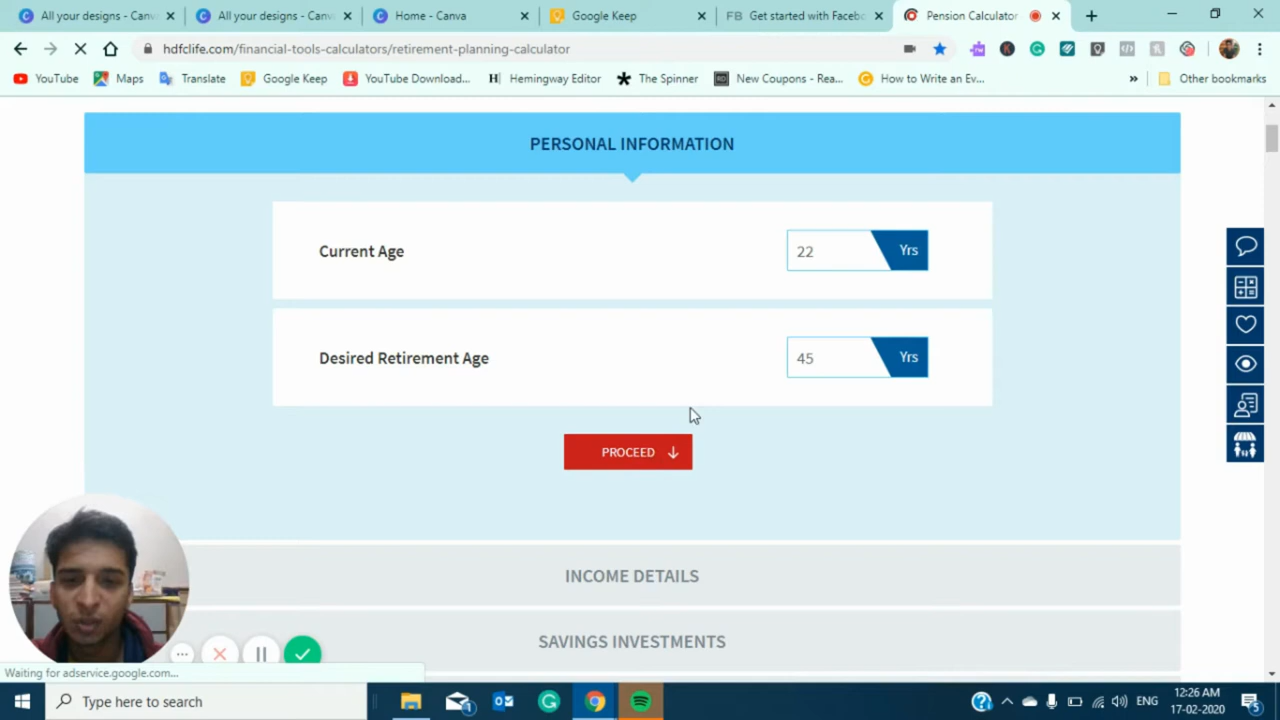 All your designs - Canv
All your designs - Canv
Home - Canva
Google Keep
Get started with Facebo
Pension Calculator
hdfclife.com/financial-tools-calculators/retirement-planning-calculator
YouTube
Maps
Translate
Google Keep
YouTube Download...
Hemingway Editor
The Spinner
New Coupons - Rea...
How to Write an Ev...
»
Other bookmarks
PERSONAL INFORMATION
Current Age
22
Yrs
Desired Retirement Age
45
Yrs
PROCEED
INCOME DETAILS
SAVINGS INVESTMENTS
Waiting for adservice.google.com...
Type here to search
ENG
12:26 AM
17-02-2020